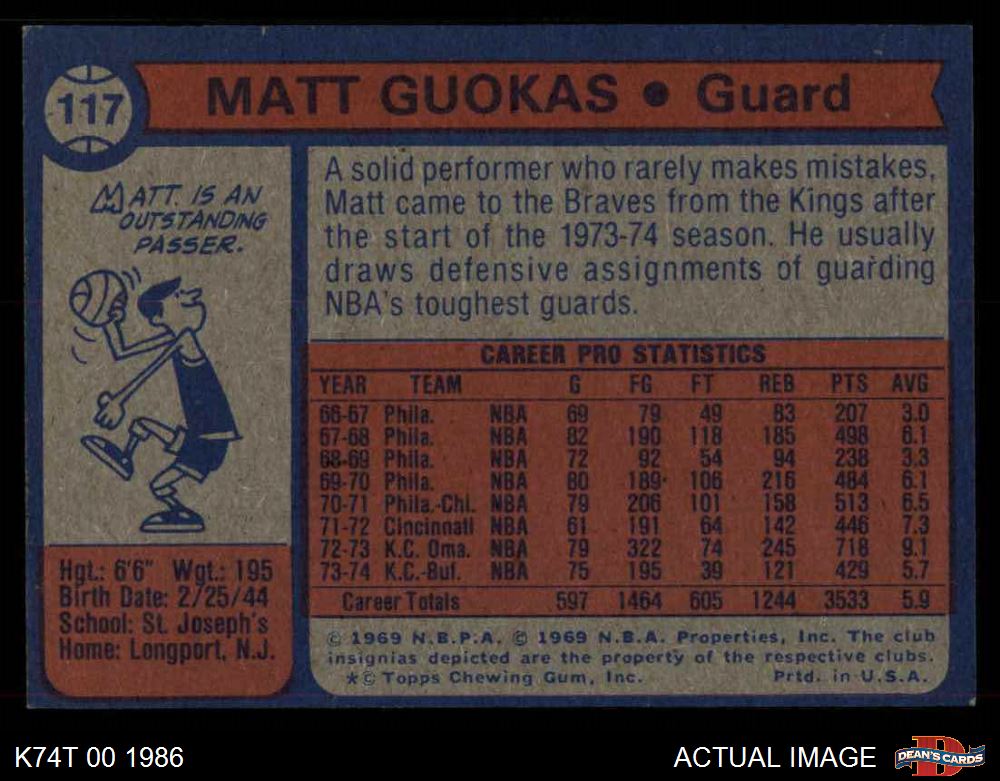 117
MATT GUOKAS • Guard
MATT. IS AN
OUTSTANDING
PASSER.
A solid performer who rarely makes mistakes,
Matt came to the Braves from the Kings after
the start of the 1973-74 season. He usually
draws defensive assignments of guarding
NBA's toughest guards.
CAREER PRO STATISTICS
YEAR TEAM G FG FT REB PTS AVG
66-67 Phila. NBA 69 79 49 83 207 3.0
67-68 Phila. NBA 82 190 118 185 498 6.1
68-69 Phila. NBA 72 92 54 94 238 3.3
69-70 Phila. NBA 80 189 106 216 484 6.1
70-71 Phila.-Chi. NBA 79 206 101 158 513 6.5
71-72 Cincinnati NBA 61 191 64 142 446 7.3
72-73 K.C. Oma. NBA 79 322 74 245 718 9.1
73-74 K.C.-Buf. NBA 75 195 39 121 429 5.7
Career Totals 597 1464 605 1244 3533 5.9
Hgt.: 6'6" Wgt.: 195
Birth Date: 2/25/44
School: St. Joseph's
Home: Longport, N.J.
© 1969 N.B.P.A. © 1969 N.B.A. Properties, Inc. The club
insignias depicted are the property of the respective clubs.
*© Topps Chewing Gum, Inc. Prtd. in U.S.A.
K74T 00 1986
ACTUAL IMAGE
D
DEAN'S CARDS